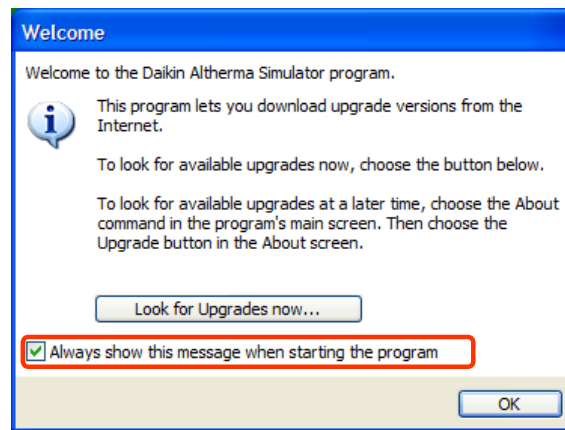 Welcome
Welcome to the Daikin Altherma Simulator program.
This program lets you download upgrade versions from the
Internet.
To look for available upgrades now, choose the button below.
To look for available upgrades at a later time, choose the About
command in the program's main screen. Then choose the
Upgrade button in the About screen.
Look for Upgrades now...
Always show this message when starting the program
OK